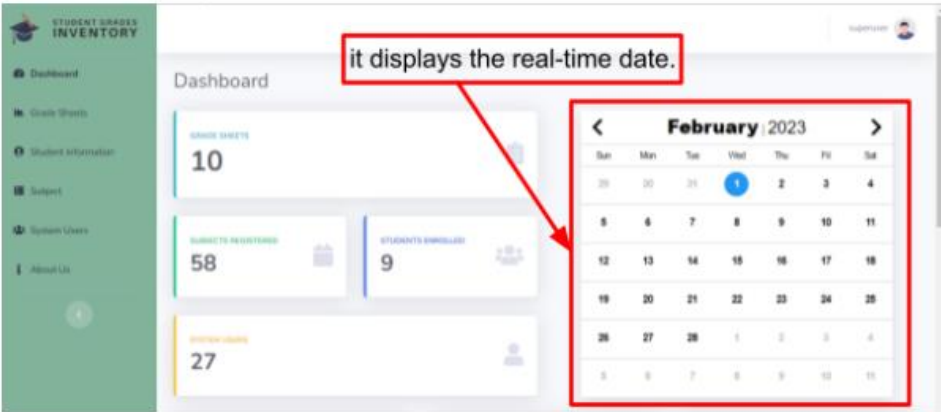 STUDENT GRADES
INVENTORY
superuser
it displays the real-time date.
Dashboard
Dashboard
Grade Sheets
Student Information
Subject
System Users
About Us
GRADE SHEETS
10
SUBJECTS REGISTERED
58
STUDENTS ENROLLED
9
SYSTEM USERS
27
February | 2023
Sun Mon Tue Wed Thu Fri Sat
29 30 31 1 2 3 4
5 6 7 8 9 10 11
12 13 14 15 16 17 18
19 20 21 22 23 24 25
26 27 28 1 2 3 4
5 6 7 8 9 10 11